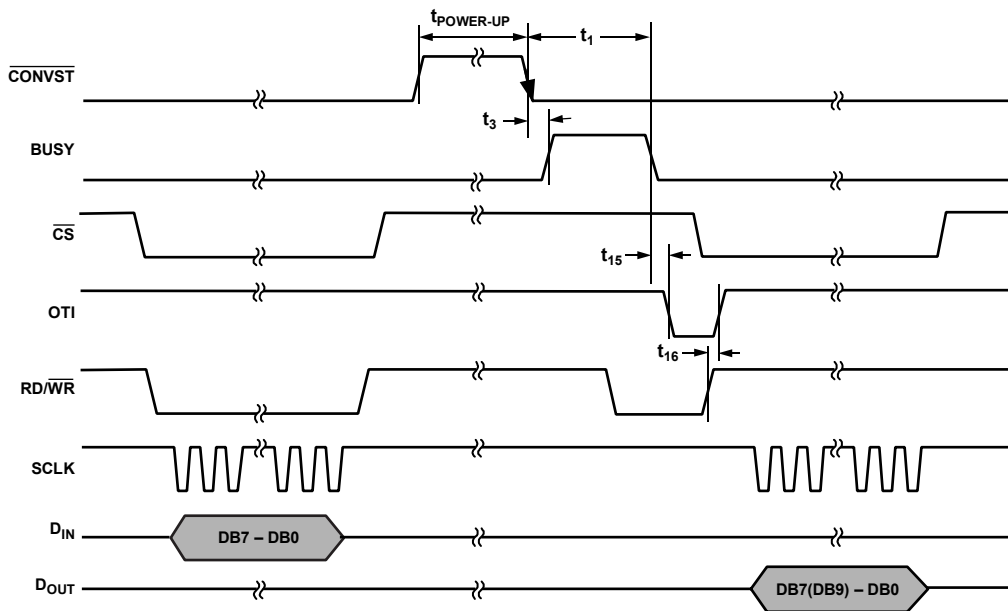 tPOWER-UP
t1
CONVST
t3
BUSY
CS
t15
OTI
t16
RD/WR
SCLK
DIN
DB7 – DB0
DOUT
DB7(DB9) – DB0